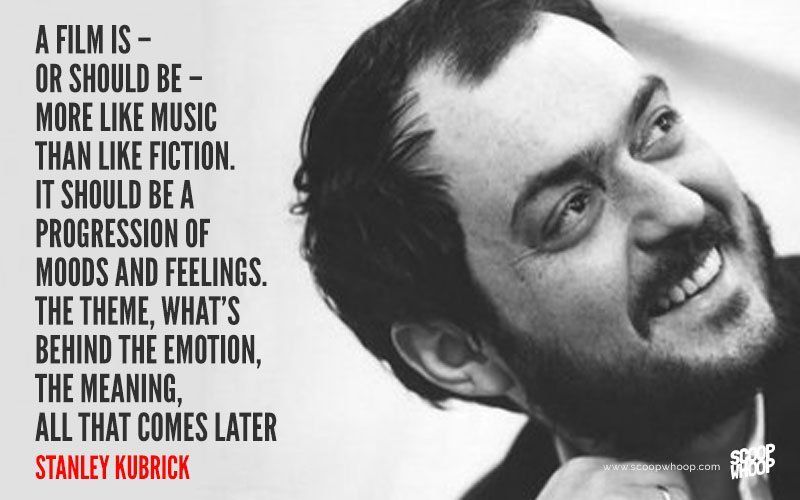 A FILM IS –
OR SHOULD BE –
MORE LIKE MUSIC
THAN LIKE FICTION.
IT SHOULD BE A
PROGRESSION OF
MOODS AND FEELINGS.
THE THEME, WHAT'S
BEHIND THE EMOTION,
THE MEANING,
ALL THAT COMES LATER
STANLEY KUBRICK
www.scoopwhoop.com
SCOOP
WHOOP